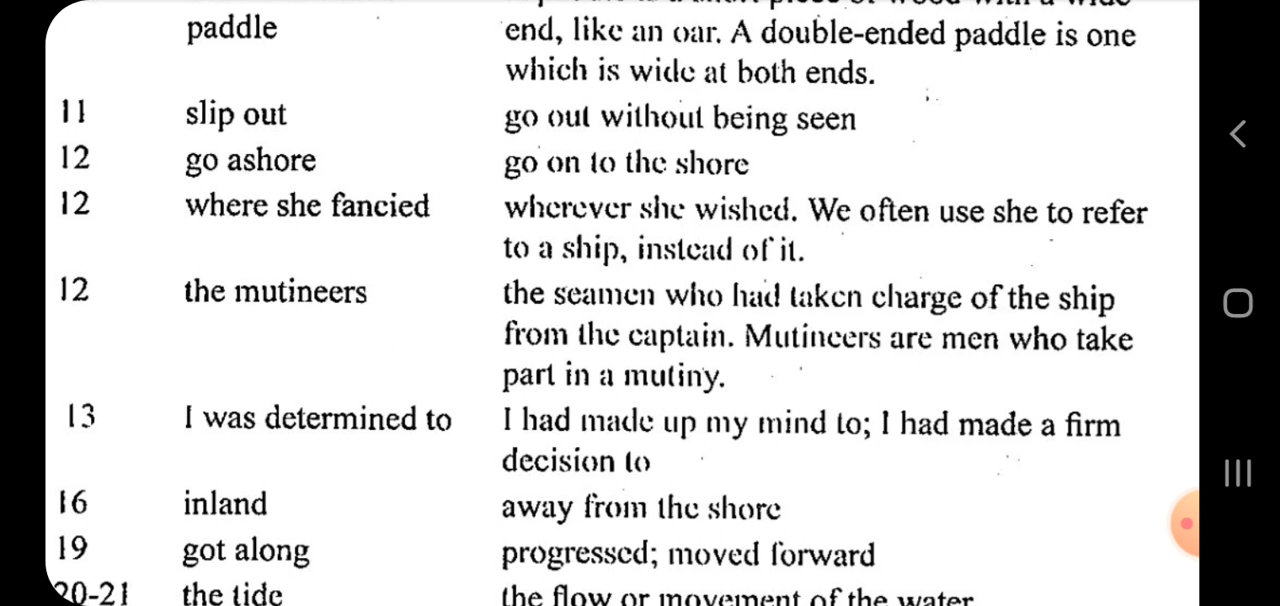 paddle end, like an oar. A double-ended paddle is one
which is wide at both ends.
11 slip out go out without being seen
12 go ashore go on to the shore
12 where she fancied wherever she wished. We often use she to refer
to a ship, instead of it.
12 the mutineers the seamen who had taken charge of the ship
from the captain. Mutineers are men who take
part in a mutiny.
13 I was determined to I had made up my mind to; I had made a firm
decision to
16 inland away from the shore
19 got along progressed; moved forward
20-21 the tide the flow or movement of the water